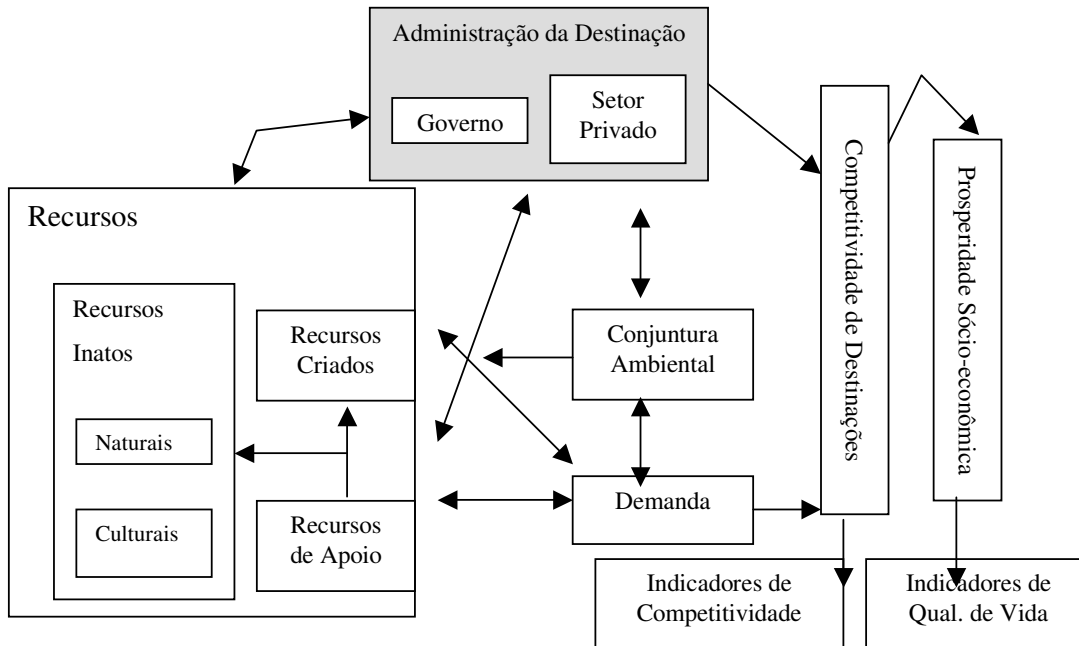 Administração da Destinação
Governo
Setor
Privado
Recursos
Recursos
Inatos
Naturais
Culturais
Recursos
Criados
Recursos
de Apoio
Conjuntura
Ambiental
Demanda
Competitividade de Destinações
Prosperidade Sócio-econômica
Indicadores de
Competitividade
Indicadores de
Qual. de Vida